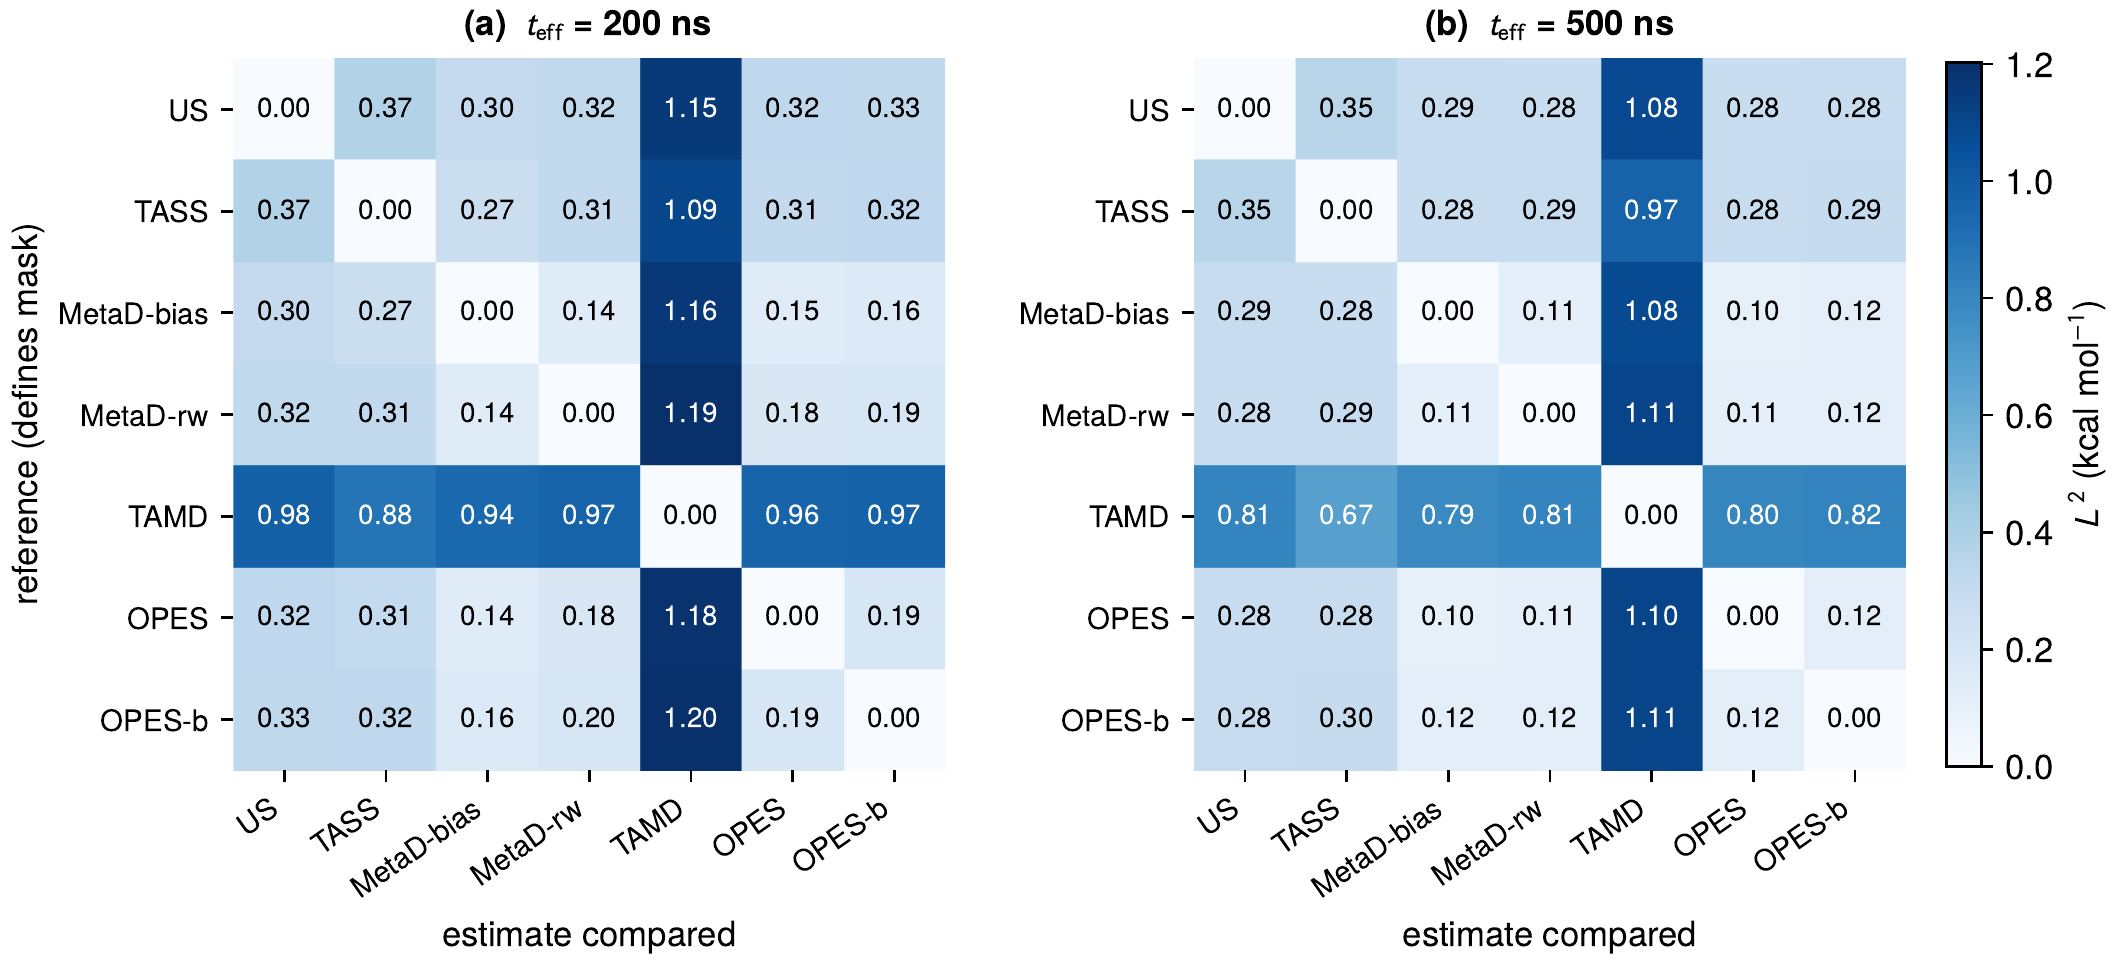 (a) t_eff = 200 ns
US 0.00 0.37 0.30 0.32 1.15 0.32 0.33
TASS 0.37 0.00 0.27 0.31 1.09 0.31 0.32
MetaD-bias 0.30 0.27 0.00 0.14 1.16 0.15 0.16
MetaD-rw 0.32 0.31 0.14 0.00 1.19 0.18 0.19
TAMD 0.98 0.88 0.94 0.97 0.00 0.96 0.97
OPES 0.32 0.31 0.14 0.18 1.18 0.00 0.19
OPES-b 0.33 0.32 0.16 0.20 1.20 0.19 0.00
US TASS MetaD-bias MetaD-rw TAMD OPES OPES-b
estimate compared
reference (defines mask)
(b) t_eff = 500 ns
US 0.00 0.35 0.29 0.28 1.08 0.28 0.28
TASS 0.35 0.00 0.28 0.29 0.97 0.28 0.29
MetaD-bias 0.29 0.28 0.00 0.11 1.08 0.10 0.12
MetaD-rw 0.28 0.29 0.11 0.00 1.11 0.11 0.12
TAMD 0.81 0.67 0.79 0.81 0.00 0.80 0.82
OPES 0.28 0.28 0.10 0.11 1.10 0.00 0.12
OPES-b 0.28 0.30 0.12 0.12 1.11 0.12 0.00
US TASS MetaD-bias MetaD-rw TAMD OPES OPES-b
estimate compared
1.2
1.0
0.8
0.6
0.4
0.2
0.0
L² (kcal mol⁻¹)